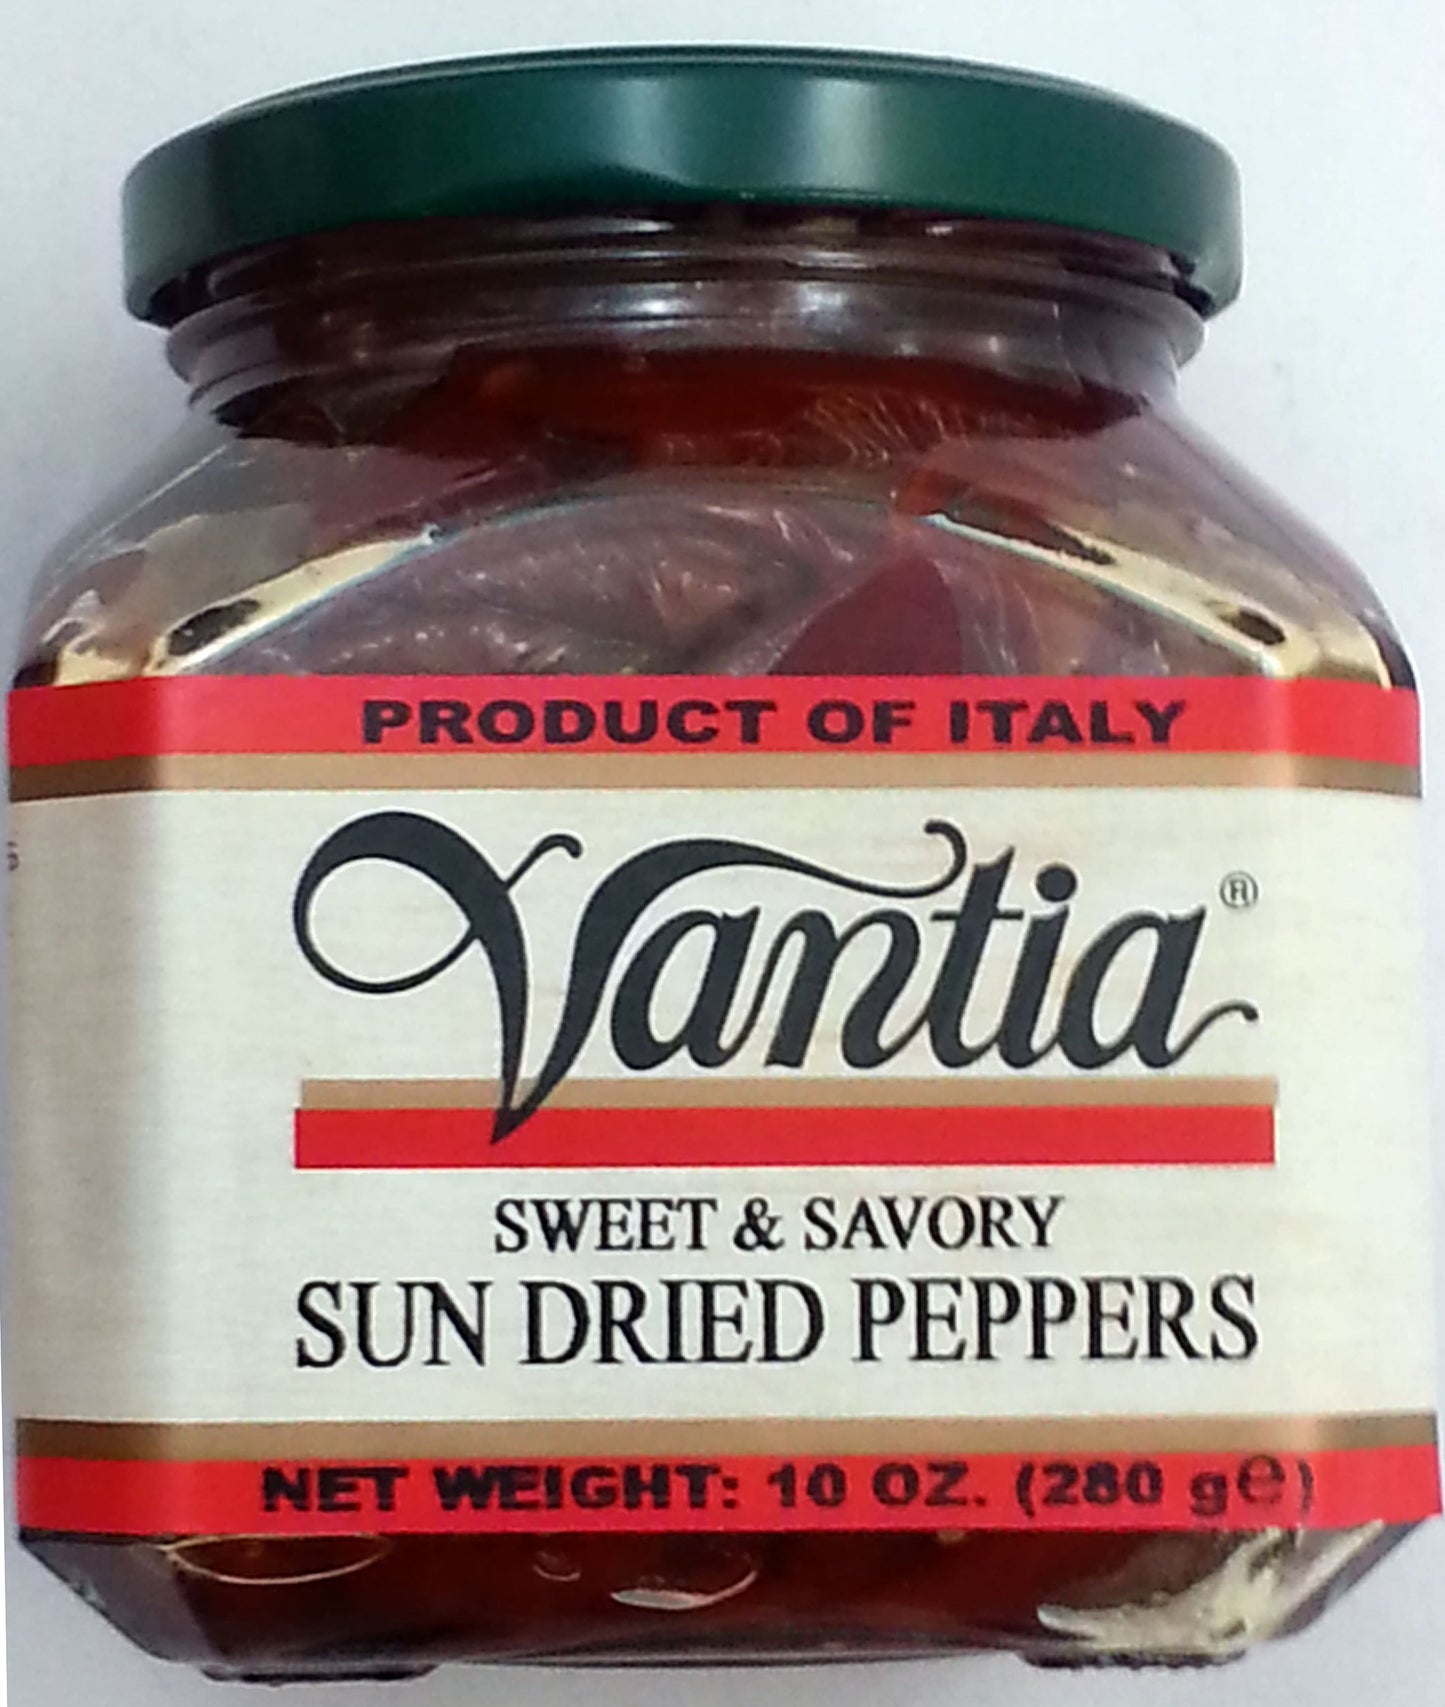 PRODUCT OF ITALY
Vantia®
SWEET & SAVORY
SUN DRIED PEPPERS
NET WEIGHT: 10 OZ. (280 g℮)